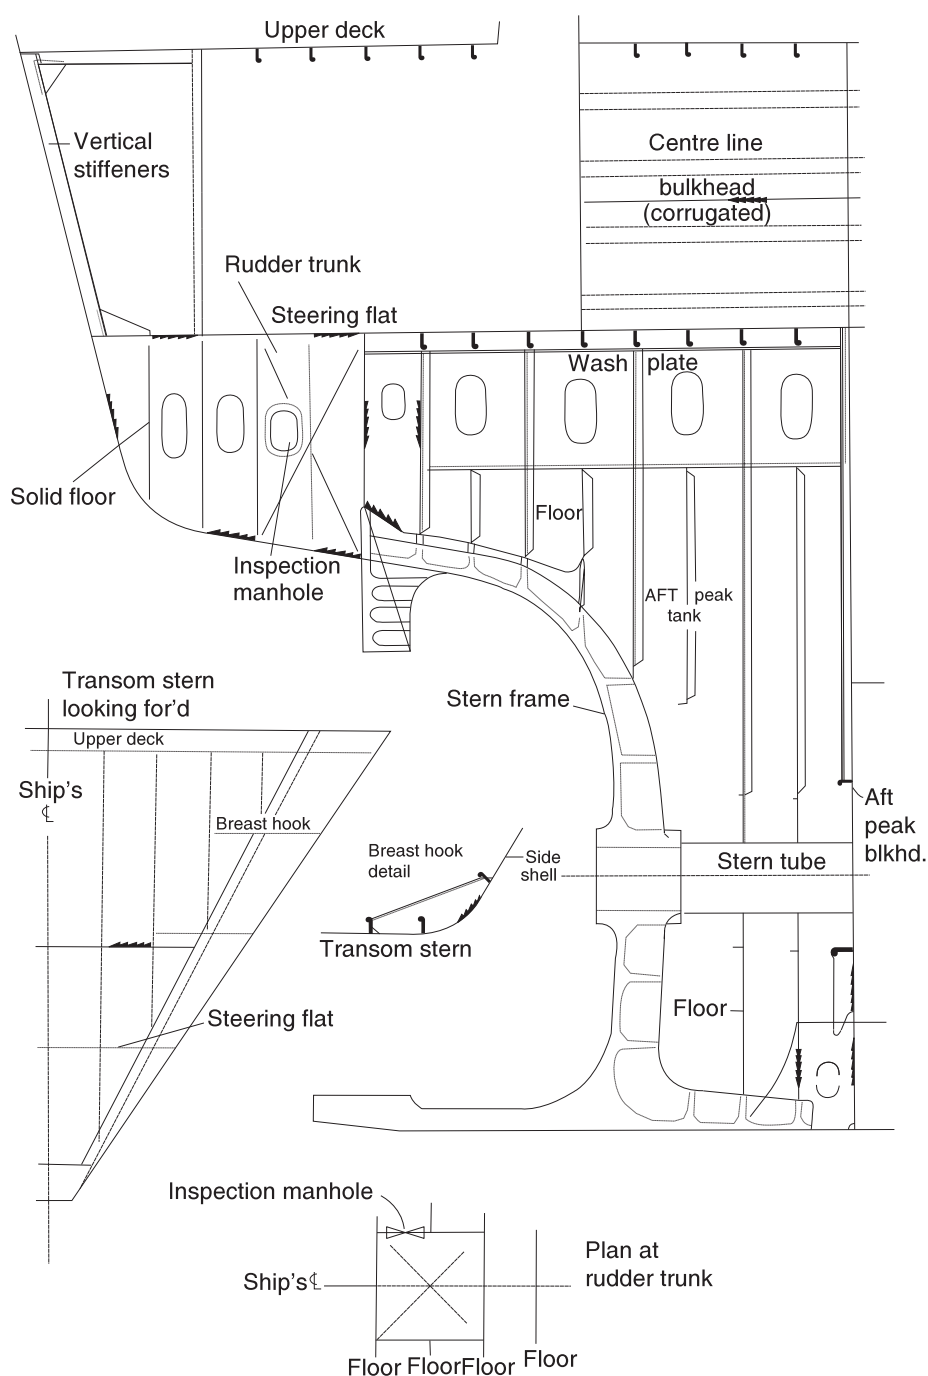 Upper deck
Vertical
stiffeners
Centre line
bulkhead
(corrugated)
Rudder trunk
Steering flat
Wash plate
Solid floor
Floor
Inspection
manhole
AFT peak
tank
Stern frame
Transom stern
looking for'd
Upper deck
Ship's
℄
Breast hook
Aft
peak
blkhd.
Breast hook
detail
Side
shell
Stern tube
Transom stern
Steering flat
Floor
Inspection manhole
Plan at
rudder trunk
Ship's ℄
Floor Floor Floor Floor